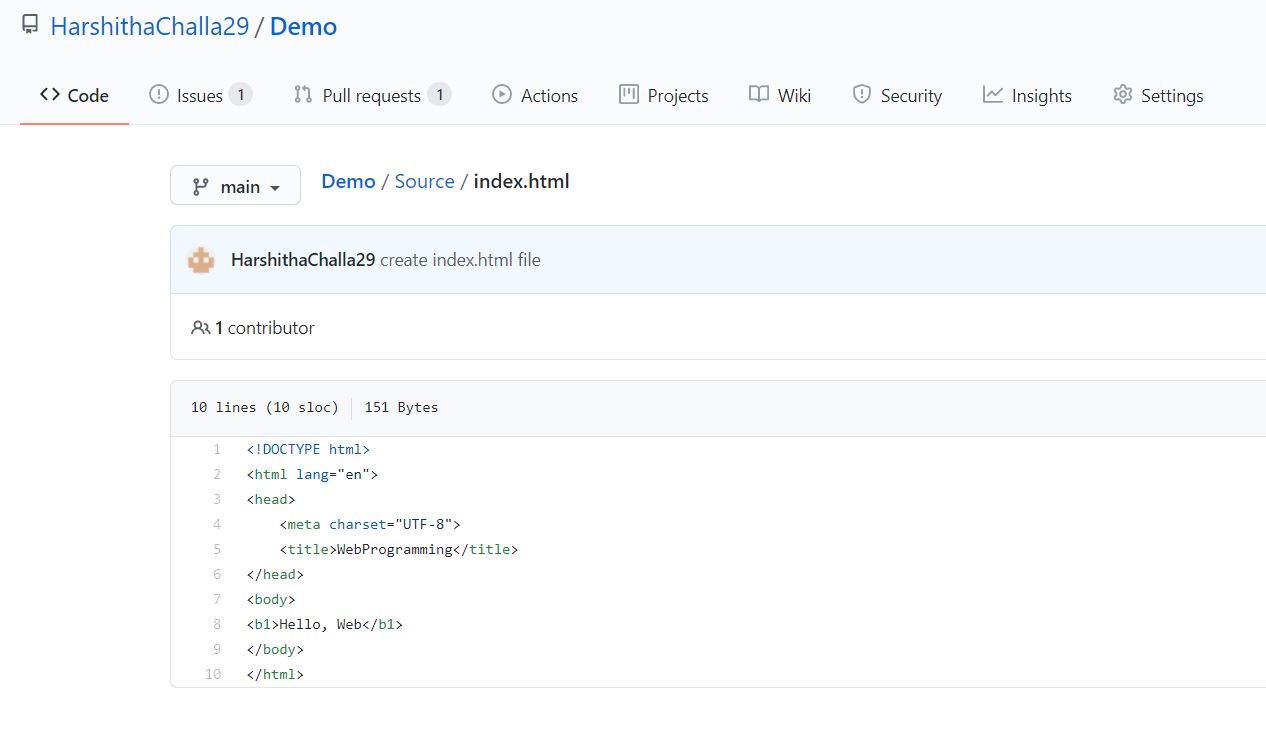 HarshithaChalla29 / Demo
Code Issues 1 Pull requests 1 Actions Projects Wiki Security Insights Settings
main Demo / Source / index.html
HarshithaChalla29 create index.html file
1 contributor
10 lines (10 sloc) 151 Bytes
1 <!DOCTYPE html>
2 <html lang="en">
3 <head>
4     <meta charset="UTF-8">
5     <title>WebProgramming</title>
6 </head>
7 <body>
8 <b1>Hello, Web</b1>
9 </body>
10 </html>